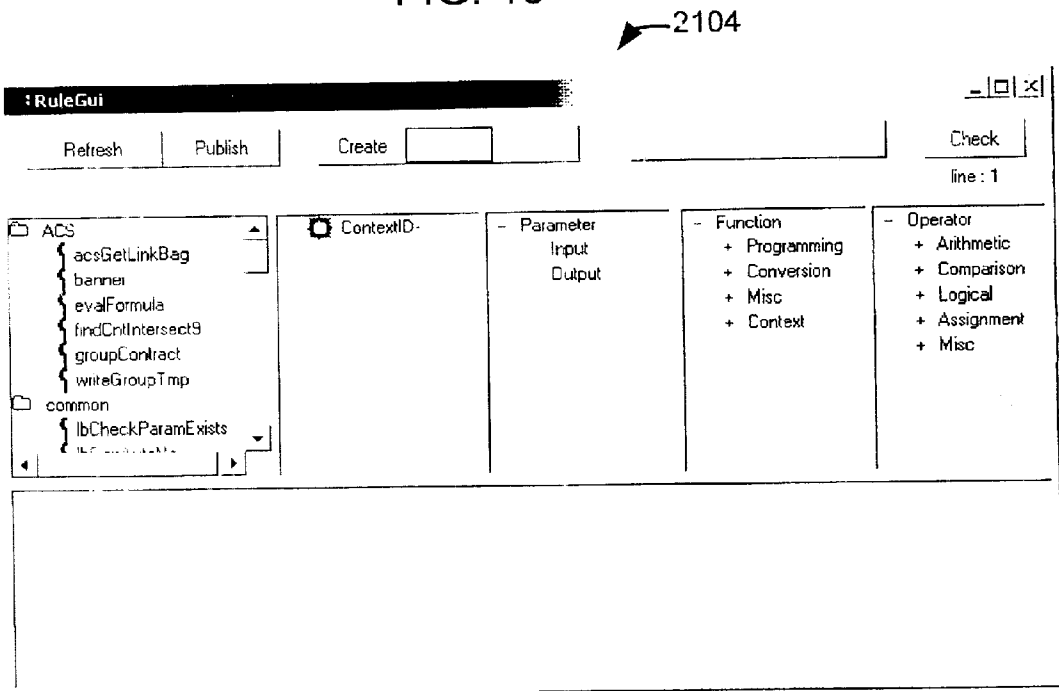 2104
RuleGui
Refresh Publish Create Check
line : 1
ACS
acsGetLinkBag
banner
evalFormula
findCntIntersect9
groupContract
writeGroupTmp
common
lbCheckParamExists
ContextID-
- Parameter
Input
Output
- Function
+ Programming
+ Conversion
+ Misc
+ Context
- Operator
+ Arithmetic
+ Comparison
+ Logical
+ Assignment
+ Misc